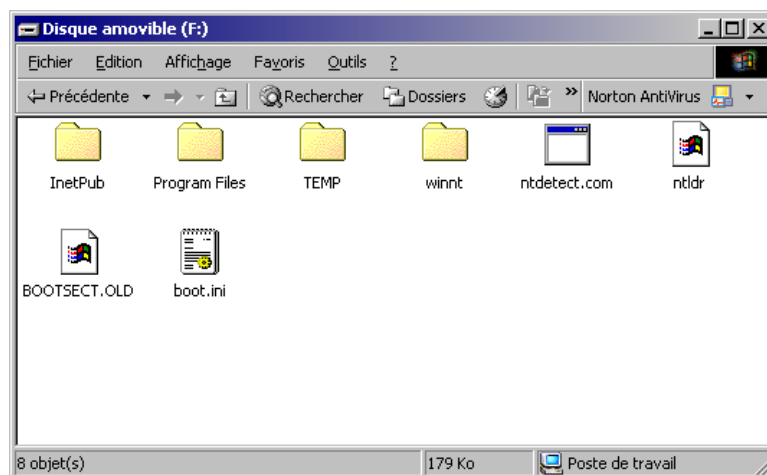 Disque amovible (F:)
Fichier Edition Affichage Favoris Outils ?
Précédente Rechercher Dossiers » Norton AntiVirus
InetPub Program Files TEMP winnt ntdetect.com ntldr
BOOTSECT.OLD boot.ini
8 objet(s) 179 Ko Poste de travail